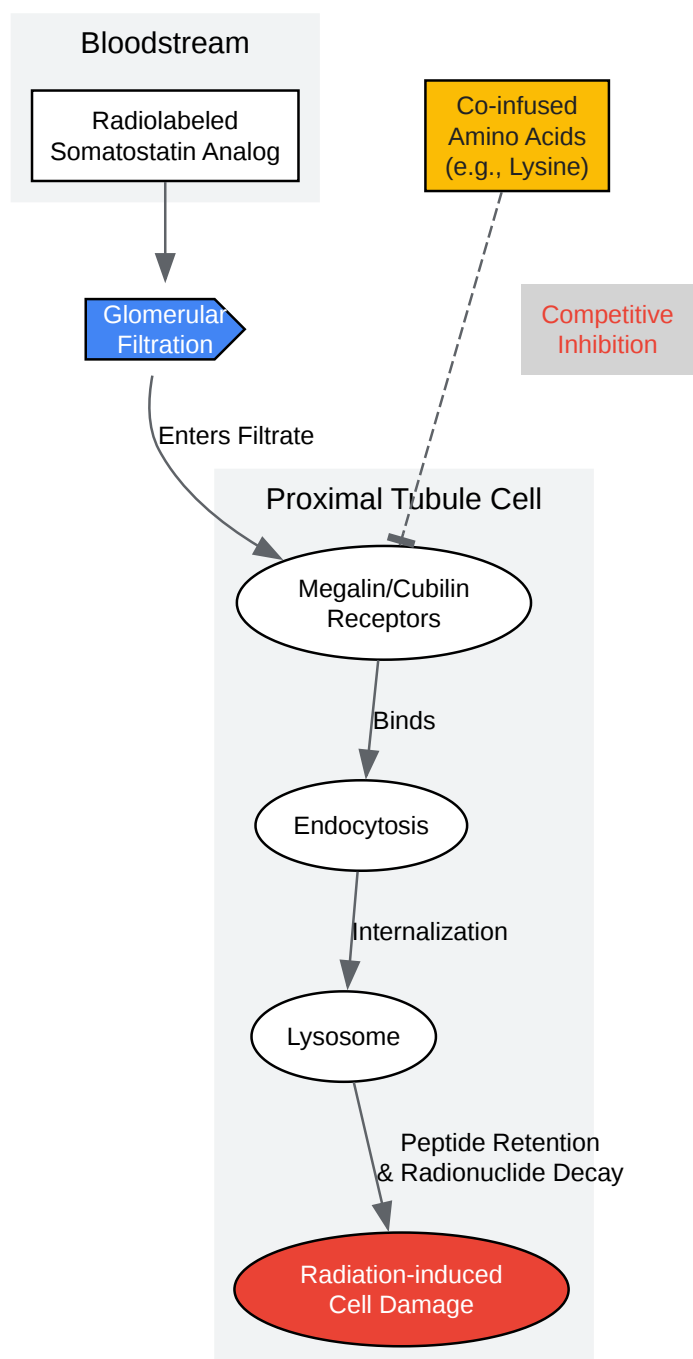 Bloodstream
Radiolabeled
Somatostatin Analog
Co-infused
Amino Acids
(e.g., Lysine)
Glomerular
Filtration
Competitive
Inhibition
Enters Filtrate
Proximal Tubule Cell
Megalin/Cubilin
Receptors
Binds
Endocytosis
Internalization
Lysosome
Peptide Retention
& Radionuclide Decay
Radiation-induced
Cell Damage